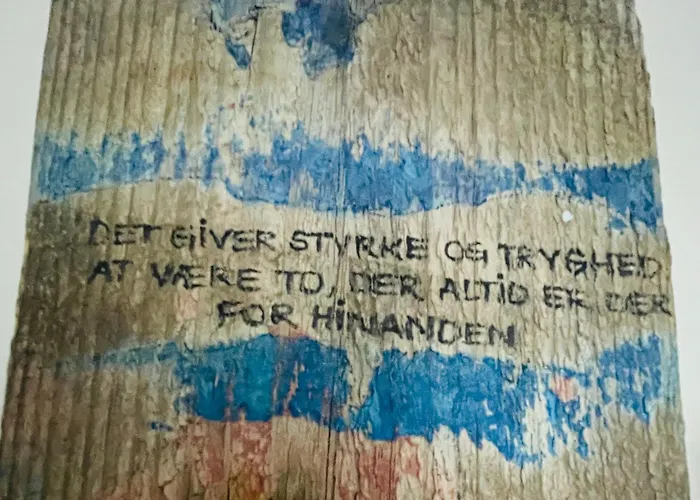 DET GIVER STYRKE OG TRYGHED
AT VÆRE TO, DER ALTID ER DER
FOR HINANDEN